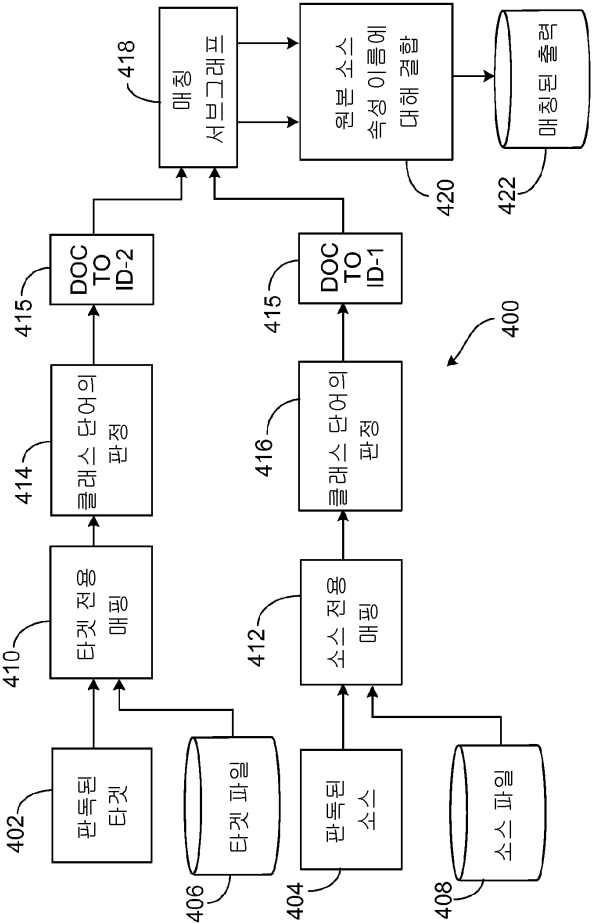 402
판독된
타겟
406
타겟 파일
410
타겟 전용
매핑
414
클래스 단어의
판정
415
DOC
TO
ID-2
404
판독된
소스
408
소스 파일
412
소스 전용
매핑
416
클래스 단어의
판정
415
DOC
TO
ID-1
418
매칭
서브그래프
420
원본 소스
속성 이름에
대해 결합
422
매칭된 출력
400